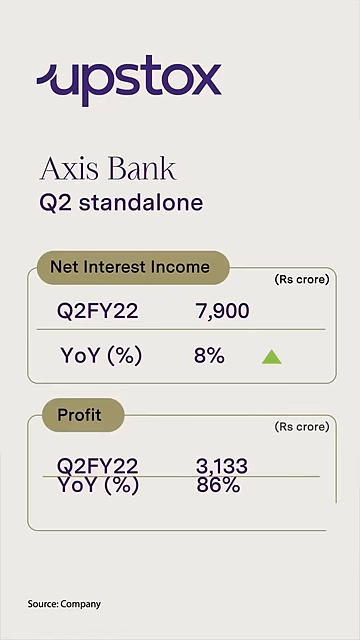 upstox
Axis Bank
Q2 standalone
Net Interest Income
(Rs crore)
Q2FY22 7,900
YoY (%) 8%
Profit
(Rs crore)
Q2FY22 3,133
YoY (%) 86%
Source: Company